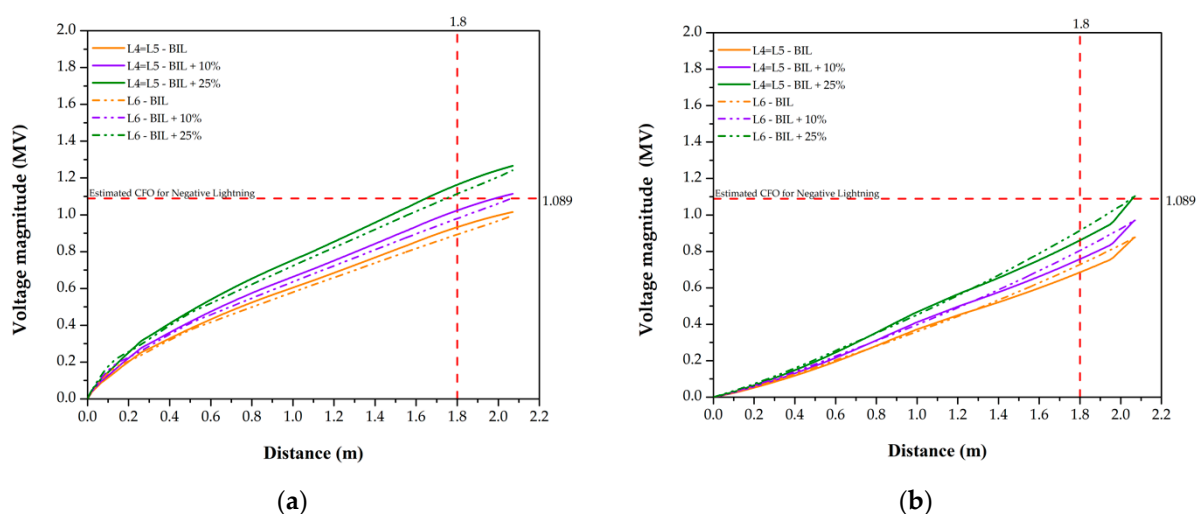 1.8
2.0
1.8
1.6
1.4
1.2
1.0
0.8
0.6
0.4
0.2
0.0
Voltage magnitude (MV)
L4=L5 - BIL
L4=L5 - BIL + 10%
L4=L5 - BIL + 25%
L6 - BIL
L6 - BIL + 10%
L6 - BIL + 25%
Estimated CFO for Negative Lightning
1.089
0.0 0.2 0.4 0.6 0.8 1.0 1.2 1.4 1.6 1.8 2.0 2.2
Distance (m)
(a)
1.8
2.0
1.8
1.6
1.4
1.2
1.0
0.8
0.6
0.4
0.2
0.0
Voltage magnitude (MV)
L4=L5 - BIL
L4=L5 - BIL + 10%
L4=L5 - BIL + 25%
L6 - BIL
L6 - BIL + 10%
L6 - BIL + 25%
Estimated CFO for Negative Lightning
1.089
0.0 0.2 0.4 0.6 0.8 1.0 1.2 1.4 1.6 1.8 2.0 2.2
Distance (m)
(b)